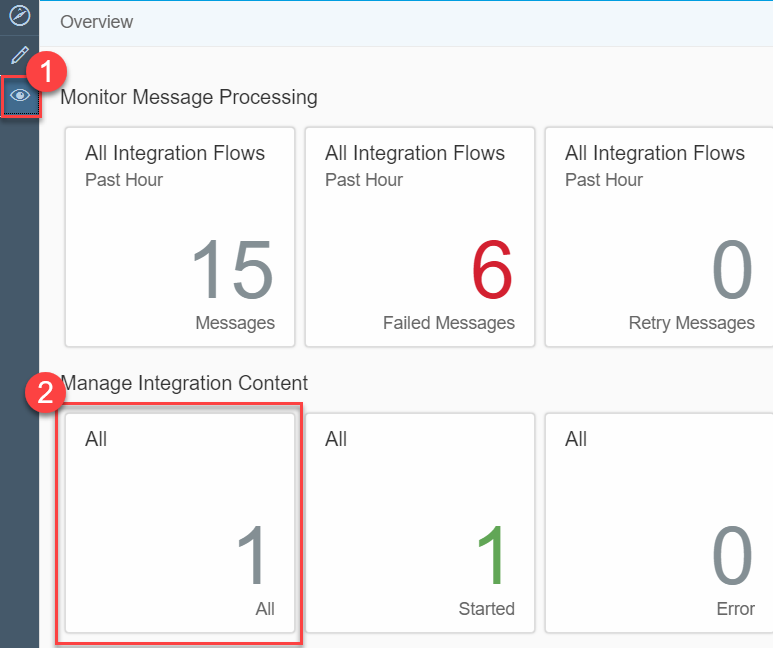 Overview
1
Monitor Message Processing
All Integration Flows
Past Hour
15
Messages
All Integration Flows
Past Hour
6
Failed Messages
All Integration Flows
Past Hour
0
Retry Messages
2
Manage Integration Content
All
1
All
All
1
Started
All
0
Error